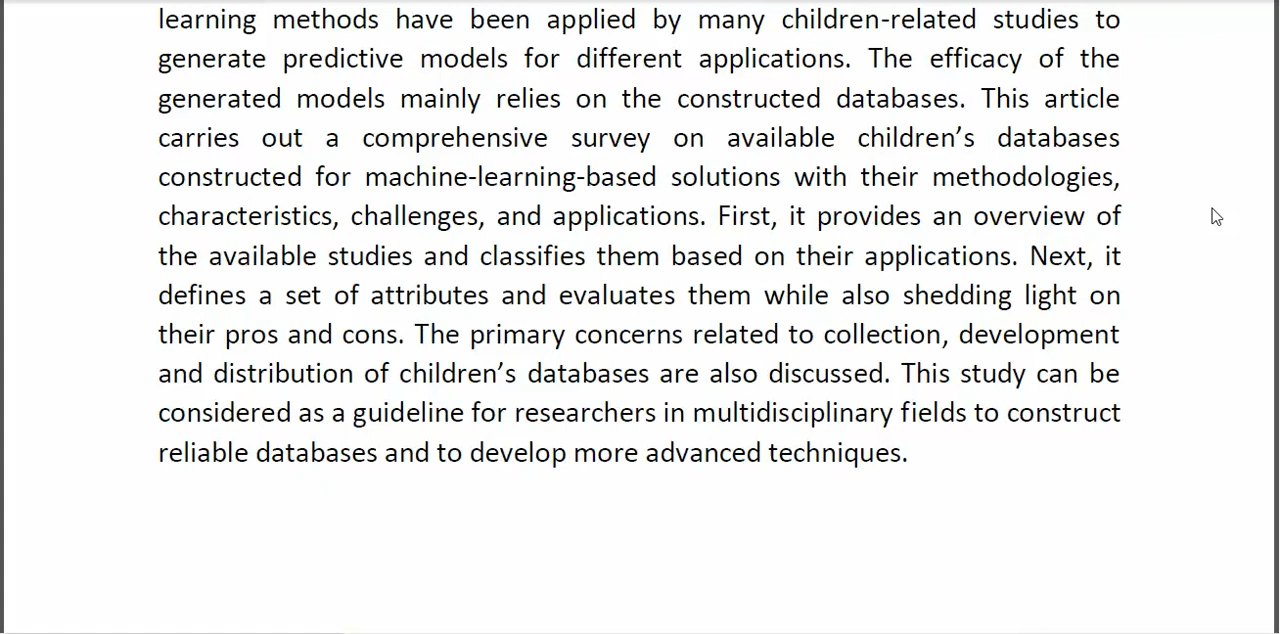 learning methods have been applied by many children-related studies to
generate predictive models for different applications. The efficacy of the
generated models mainly relies on the constructed databases. This article
carries out a comprehensive survey on available children’s databases
constructed for machine-learning-based solutions with their methodologies,
characteristics, challenges, and applications. First, it provides an overview of
the available studies and classifies them based on their applications. Next, it
defines a set of attributes and evaluates them while also shedding light on
their pros and cons. The primary concerns related to collection, development
and distribution of children’s databases are also discussed. This study can be
considered as a guideline for researchers in multidisciplinary fields to construct
reliable databases and to develop more advanced techniques.